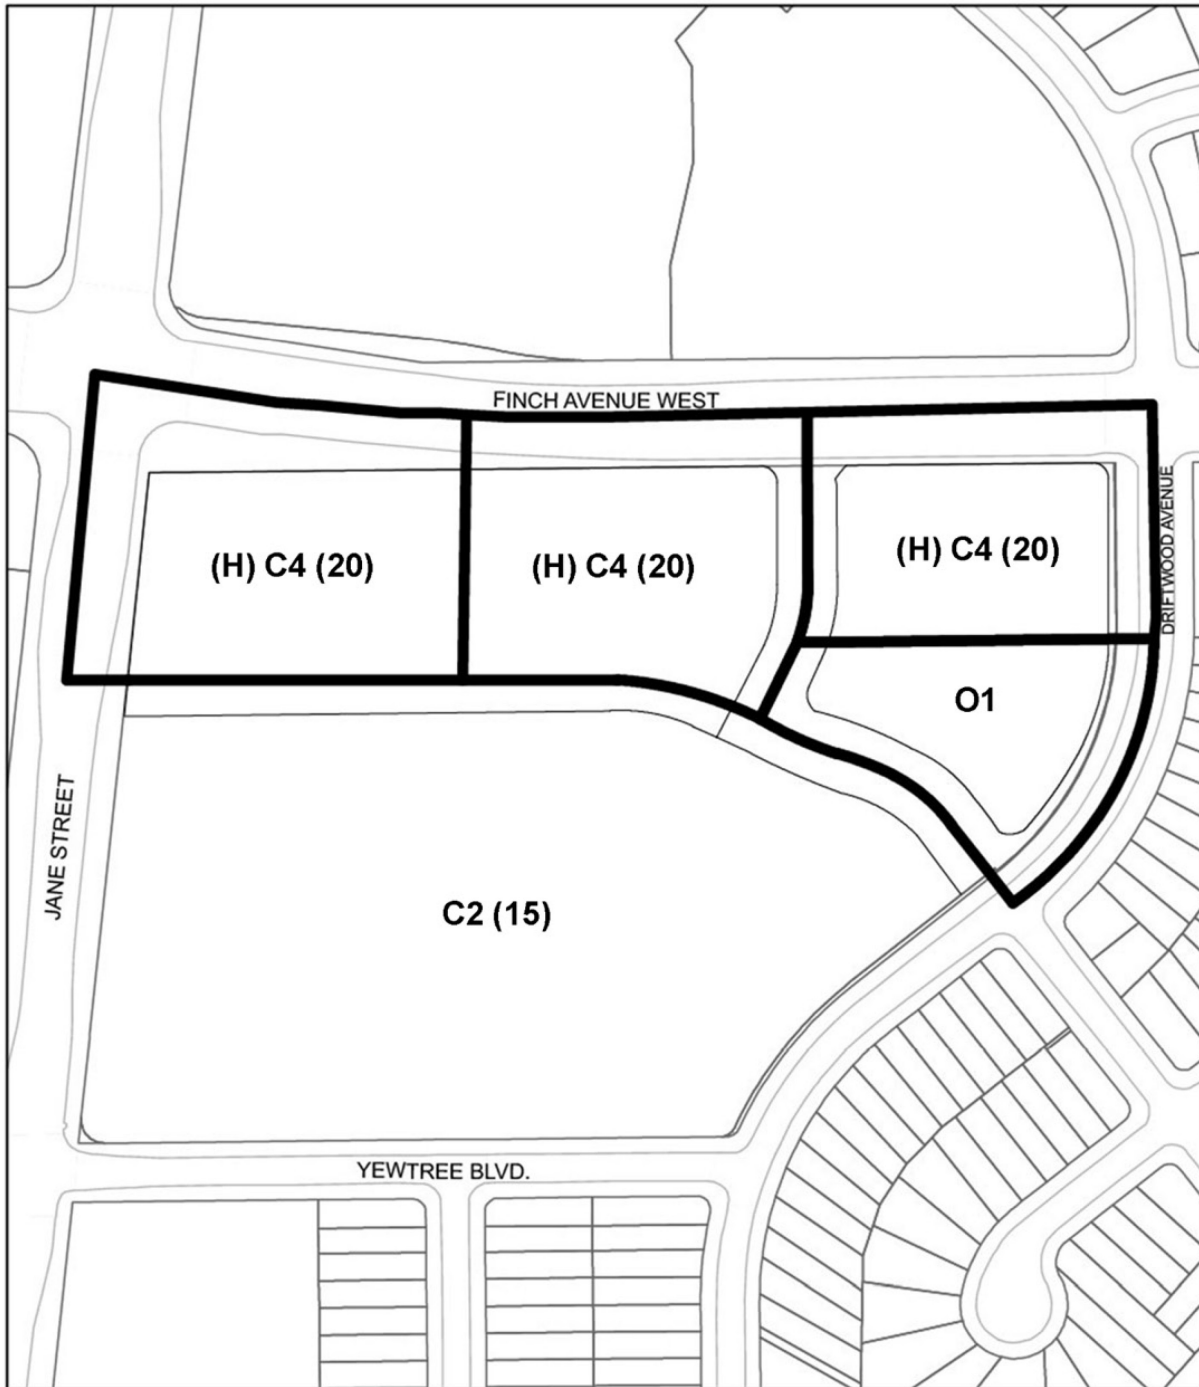 FINCH AVENUE WEST
(H) C4 (20)
(H) C4 (20)
(H) C4 (20)
DRIFTWOOD AVENUE
O1
JANE STREET
C2 (15)
YEWTREE BLVD.